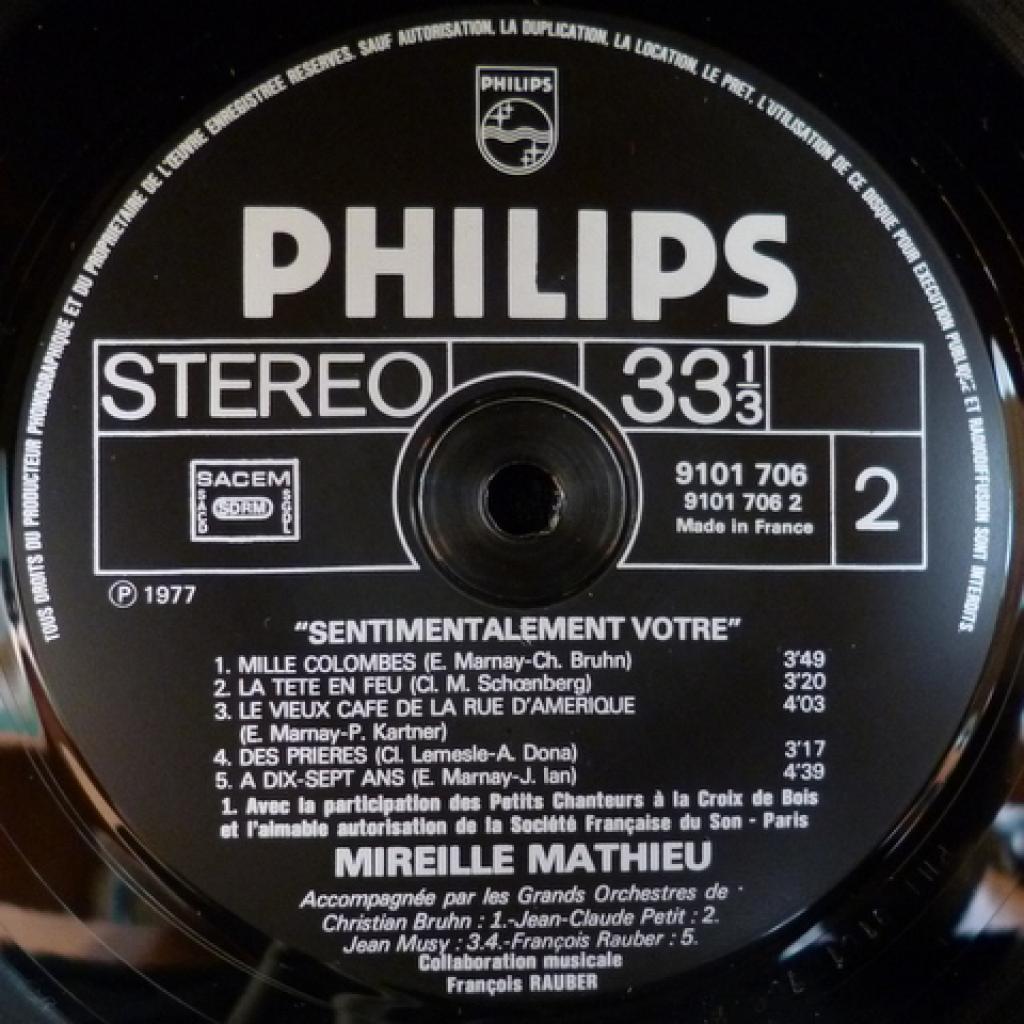 TOUS DROITS DU PRODUCTEUR PHONOGRAPHIQUE ET DU PROPRIETAIRE DE L'ŒUVRE ENREGISTREE RESERVES. SAUF AUTORISATION, LA DUPLICATION, LA LOCATION, LE PRET, L'UTILISATION DE CE DISQUE POUR EXECUTION PUBLIQUE ET RADIODIFFUSION SONT INTERDITS.
PHILIPS
PHILIPS
STEREO 33 1/3
SACEM
SACD SDRM SGDL
9101 706
9101 706 2
Made in France
2
Ⓟ 1977
"SENTIMENTALEMENT VOTRE"
1. MILLE COLOMBES (E. Marnay-Ch. Bruhn) 3'49
2. LA TETE EN FEU (Cl. M. Schœnberg) 3'20
3. LE VIEUX CAFE DE LA RUE D'AMERIQUE 4'03
(E. Marnay-P. Kartner)
4. DES PRIERES (Cl. Lemesle-A. Dona) 3'17
5. A DIX-SEPT ANS (E. Marnay-J. Ian) 4'39
1. Avec la participation des Petits Chanteurs à la Croix de Bois
et l'aimable autorisation de la Société Française du Son - Paris
MIREILLE MATHIEU
Accompagnée par les Grands Orchestres de
Christian Bruhn : 1.-Jean-Claude Petit : 2.
Jean Musy : 3.4.-François Rauber : 5.
Collaboration musicale
François RAUBER